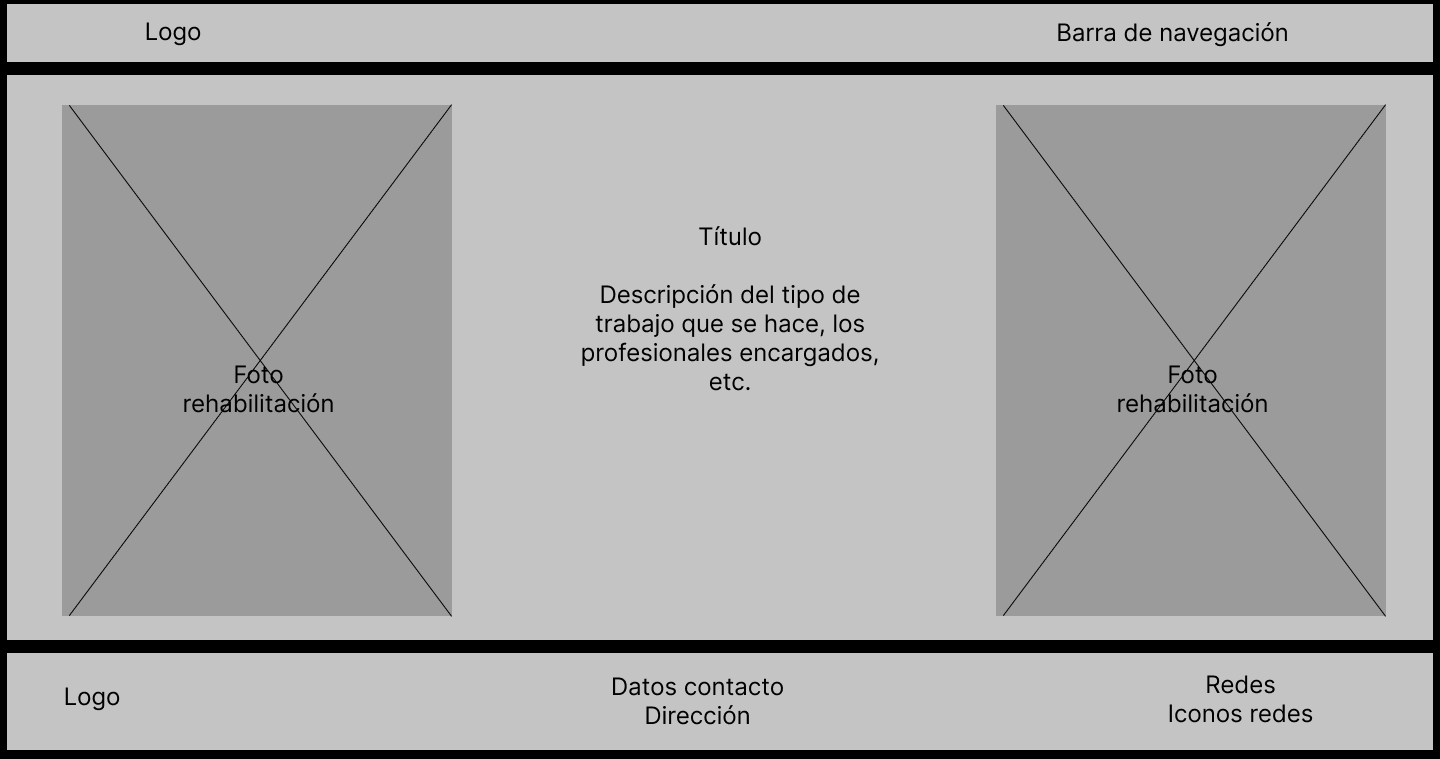 Logo
Barra de navegación
Foto
rehabilitación
Título
Descripción del tipo de
trabajo que se hace, los
profesionales encargados,
etc.
Foto
rehabilitación
Logo
Datos contacto
Dirección
Redes
Iconos redes